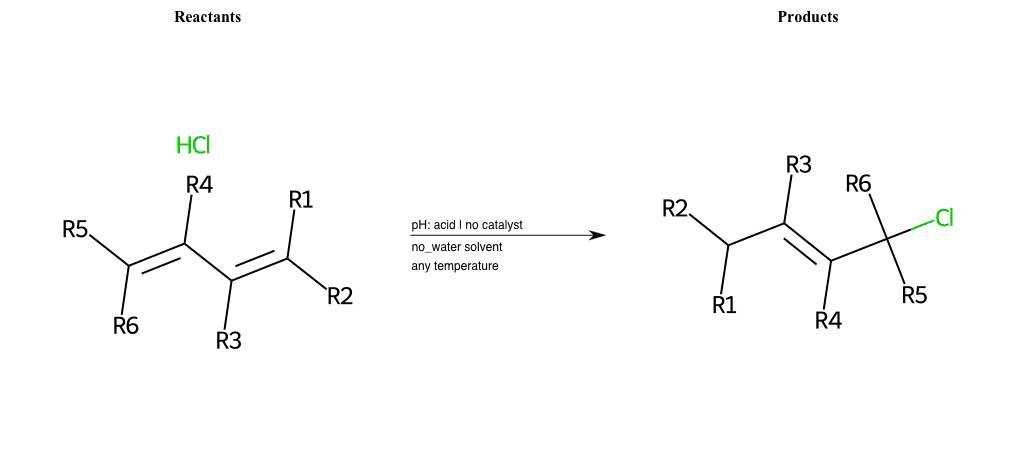 Reactants
Products
HCl
R4
R1
R5
R2
R6
R3
pH: acid | no catalyst
no_water solvent
any temperature
R3
R6
R2
Cl
R1
R5
R4